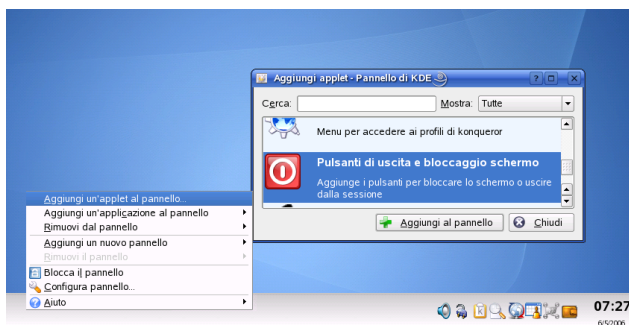 Aggiungi applet - Pannello di KDE
Cerca:
Mostra: Tutte
Menu per accedere ai profili di konqueror
Pulsanti di uscita e bloccaggio schermo
Aggiunge i pulsanti per bloccare lo schermo o uscire
dalla sessione
Aggiungi al pannello
Chiudi
Aggiungi un'applet al pannello...
Aggiungi un'applicazione al pannello
Rimuovi dal pannello
Aggiungi un nuovo pannello
Rimuovi il pannello
Blocca il pannello
Configura pannello...
Aiuto
07:27
6/5/2006